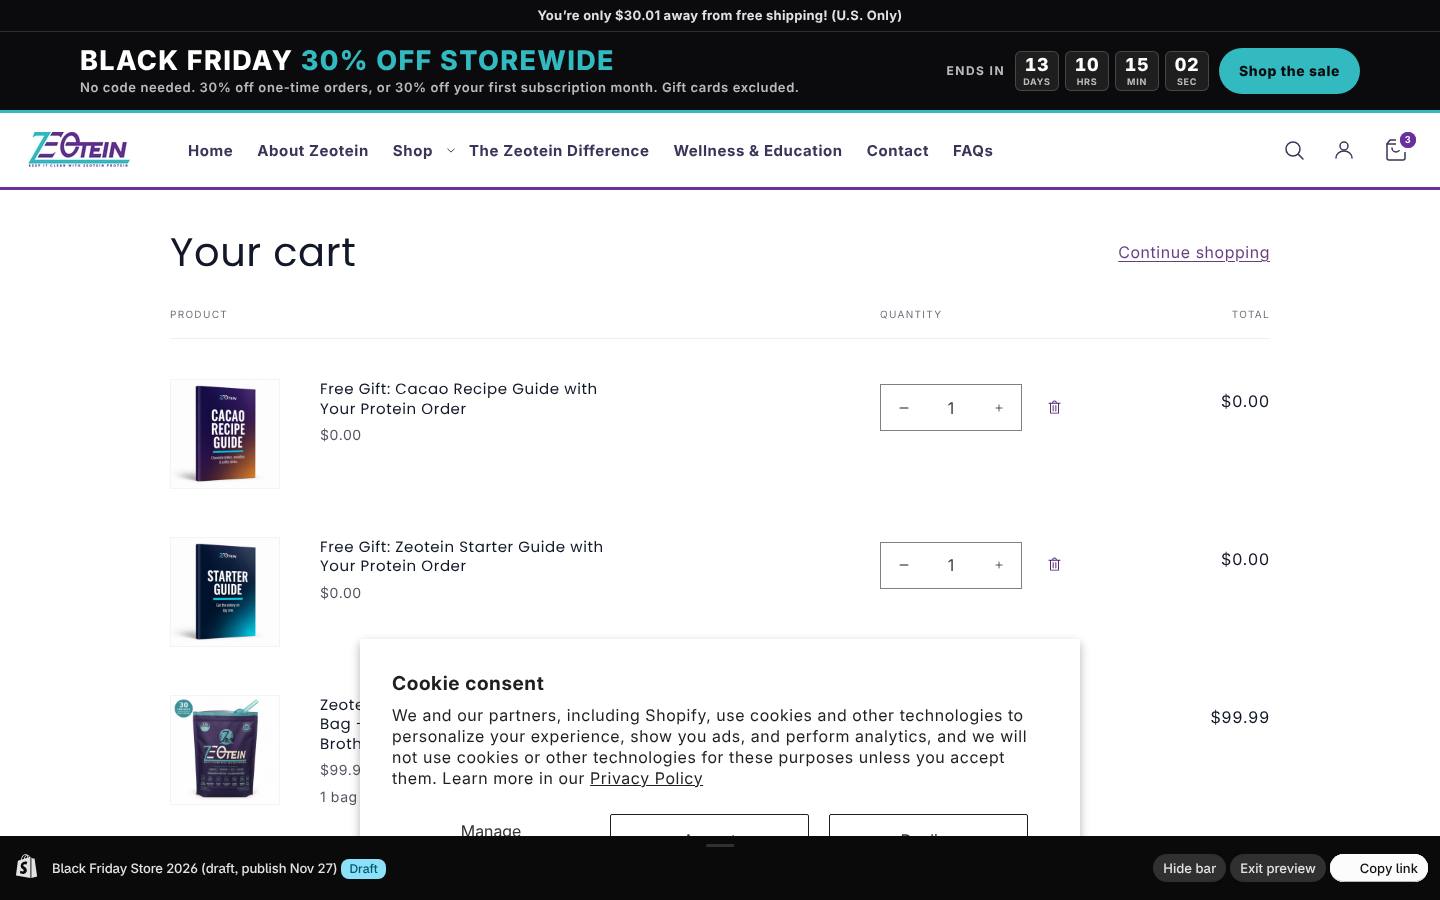 You're only $30.01 away from free shipping! (U.S. Only)
BLACK FRIDAY 30% OFF STOREWIDE
No code needed. 30% off one-time orders, or 30% off your first subscription month. Gift cards excluded.
ENDS IN
13 10 15 02
DAYS HRS MIN SEC
Shop the sale
ZEOTEIN
Home About Zeotein Shop The Zeotein Difference Wellness & Education Contact FAQs
3
Your cart
Continue shopping
PRODUCT QUANTITY TOTAL
CACAO
RECIPE
GUIDE
Free Gift: Cacao Recipe Guide with
Your Protein Order
$0.00
− 1 +
$0.00
STARTER
GUIDE
Free Gift: Zeotein Starter Guide with
Your Protein Order
$0.00
− 1 +
$0.00
ZEOTEIN
Zeote
Bag -
Broth
$99.9
1 bag
$99.99
Cookie consent
We and our partners, including Shopify, use cookies and other technologies to
personalize your experience, show you ads, and perform analytics, and we will
not use cookies or other technologies for these purposes unless you accept
them. Learn more in our Privacy Policy
Manage
Black Friday Store 2026 (draft, publish Nov 27) Draft
Hide bar Exit preview Copy link